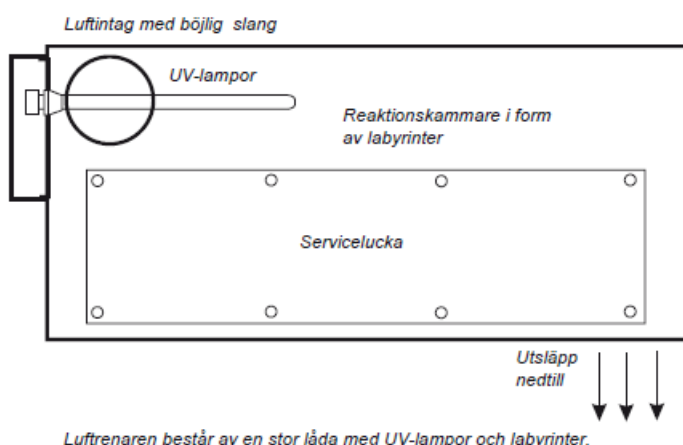 Luftintag med böjlig slang
UV-lampor
Reaktionskammare i form
av labyrinter
Servicelucka
Utsläpp
nedtill
Luftrenaren består av en stor låda med UV-lampor och labyrinter.